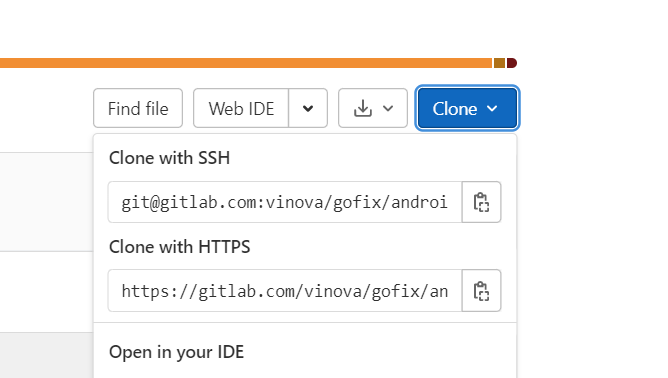 Find file
Web IDE
Clone
Clone with SSH
git@gitlab.com:vinova/gofix/androi
Clone with HTTPS
https://gitlab.com/vinova/gofix/an
Open in your IDE